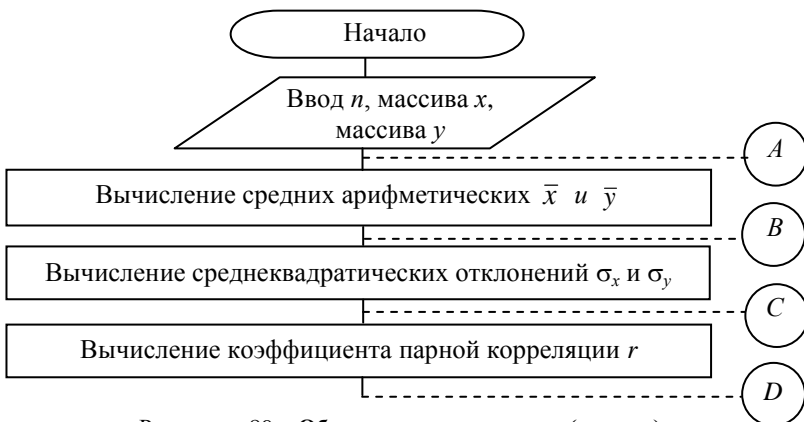 Начало
Ввод n, массива x,
массива y
A
Вычисление средних арифметических x̅ и y̅
B
Вычисление среднеквадратических отклонений σx и σy
C
Вычисление коэффициента парной корреляции r
D